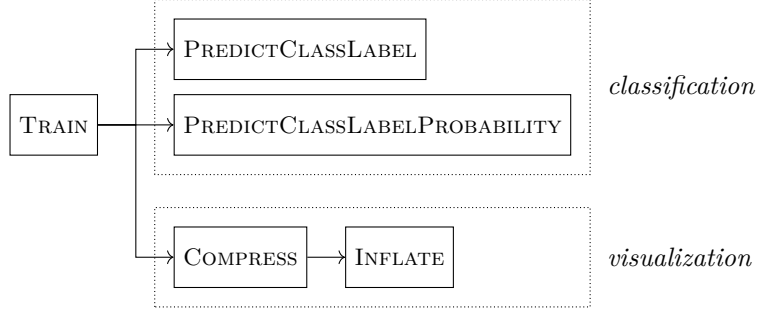 PREDICTCLASSLABEL
classification
TRAIN
PREDICTCLASSLABELPROBABILITY
COMPRESS
INFLATE
visualization